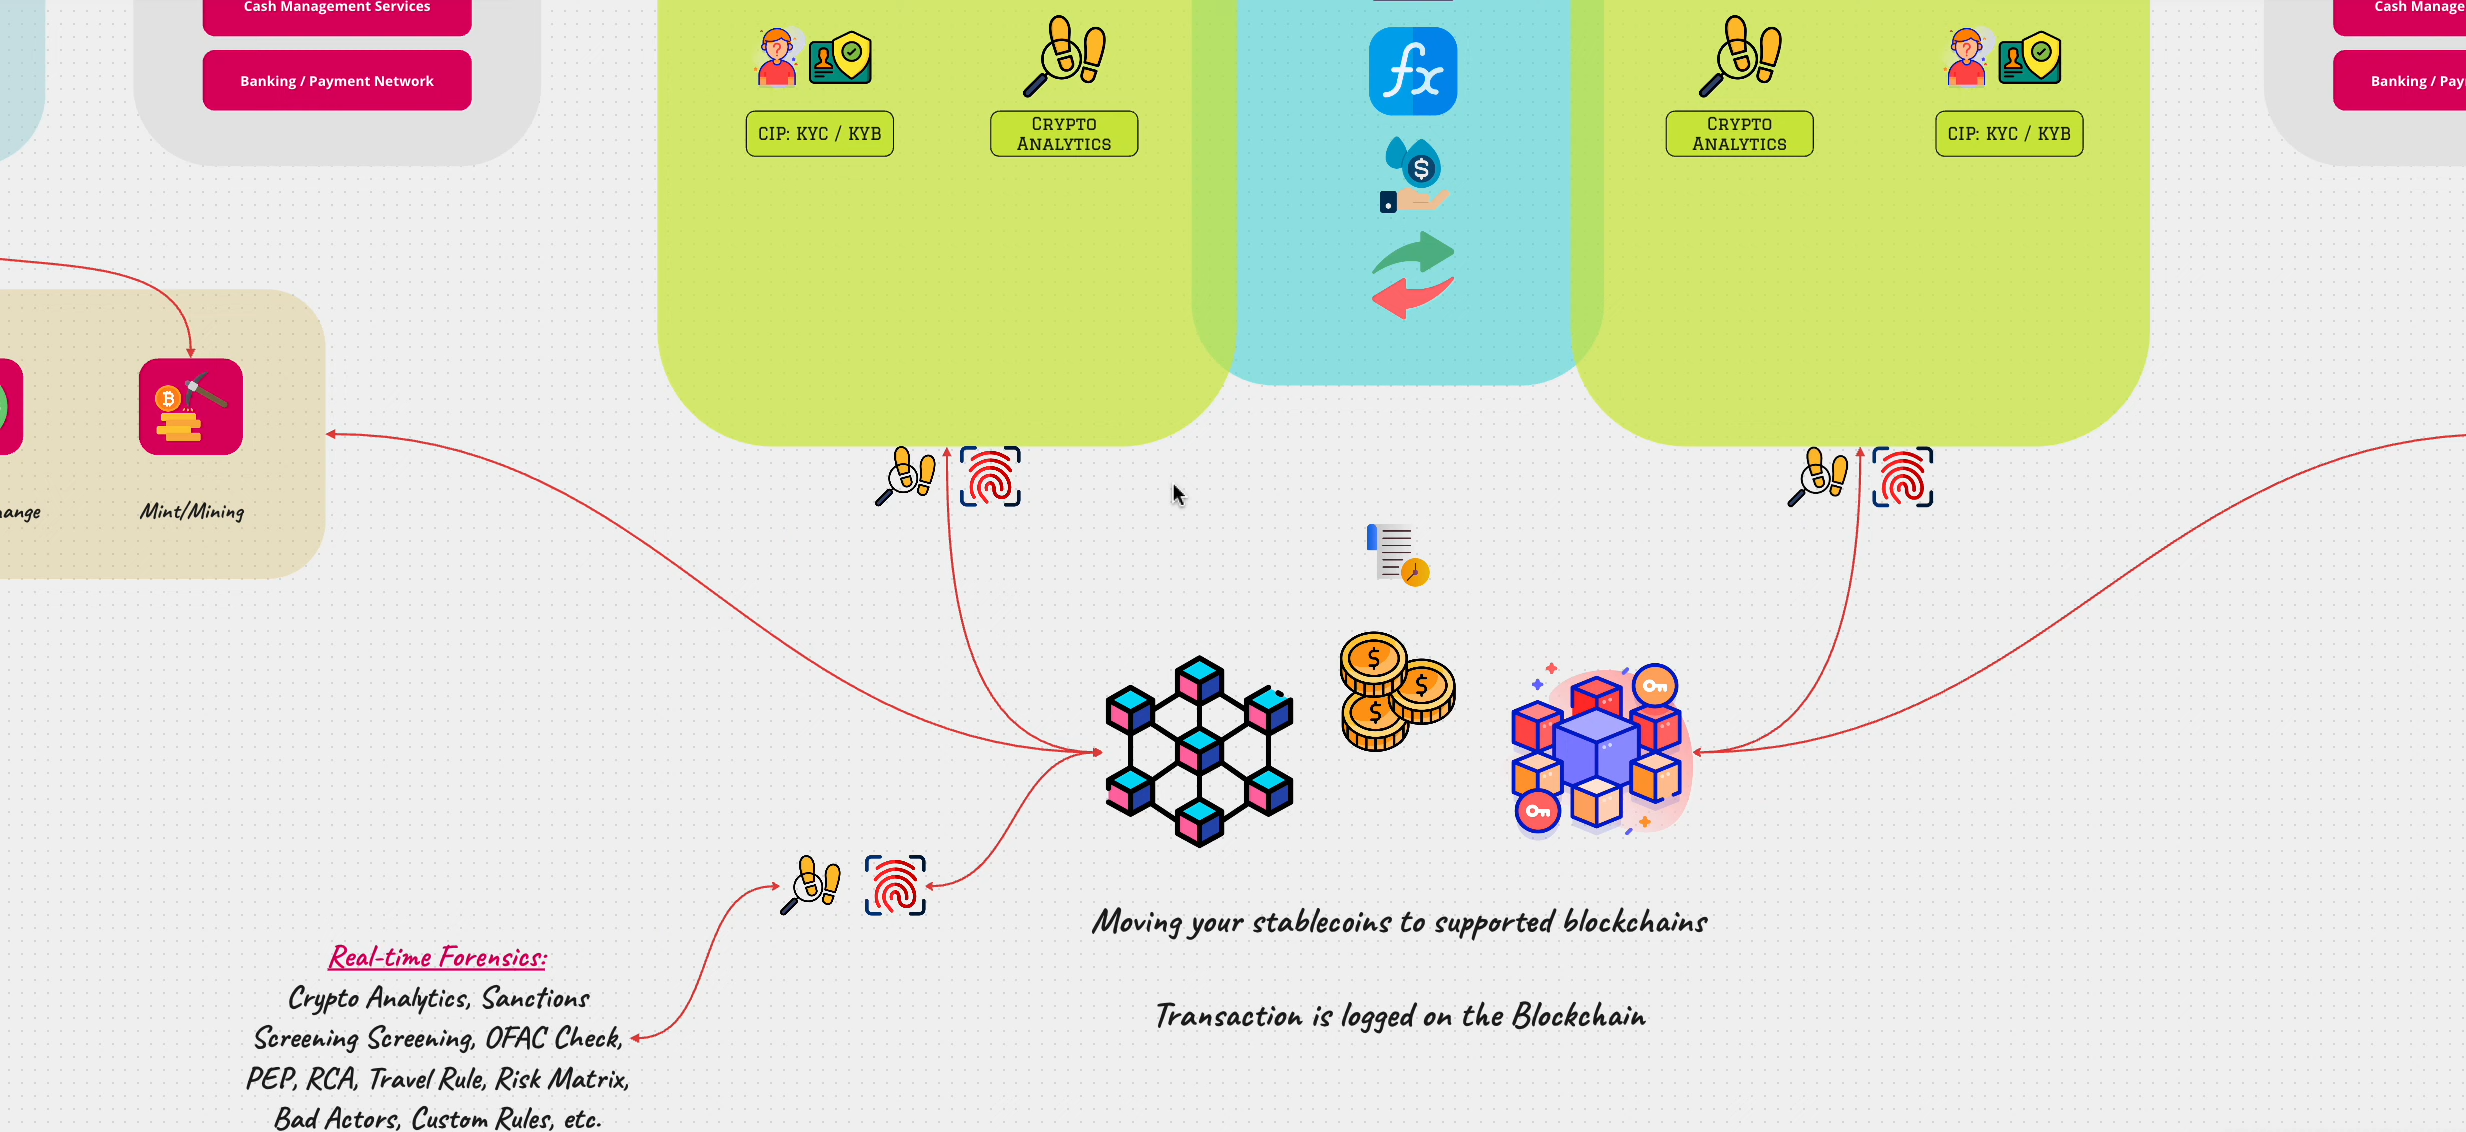 Cash Management Services
Banking / Payment Network
CIP: KYC / KYB
CRYPTO
ANALYTICS
fx
$
CRYPTO
ANALYTICS
CIP: KYC / KYB
Cash Manage
Banking / Pay
ange
Mint/Mining
$
$
$
Moving your stablecoins to supported blockchains
Transaction is logged on the Blockchain
Real-time Forensics:
Crypto Analytics, Sanctions
Screening Screening, OFAC Check,
PEP, RCA, Travel Rule, Risk Matrix,
Bad Actors, Custom Rules, etc.